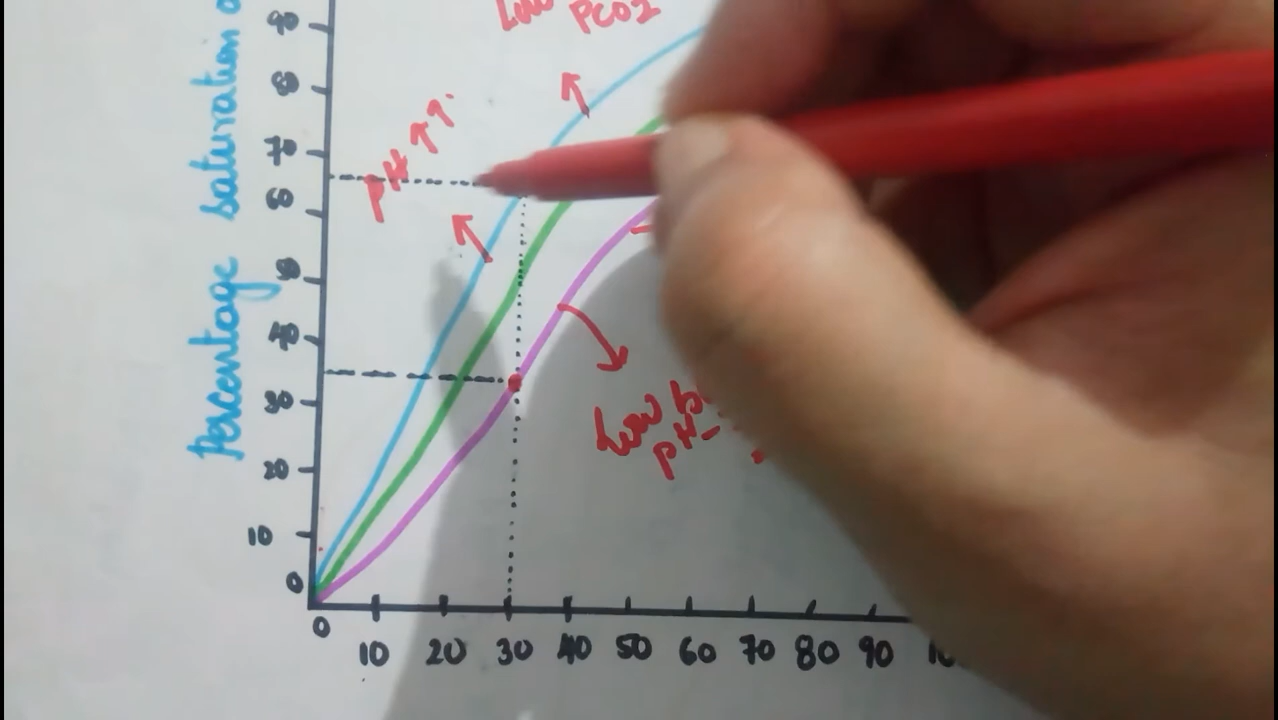 Low
PCO2
pH ↑↑
Percentage saturation o
90
80
70
60
50
40
30
20
10
0
Low
pH
0 10 20 30 40 50 60 70 80 90